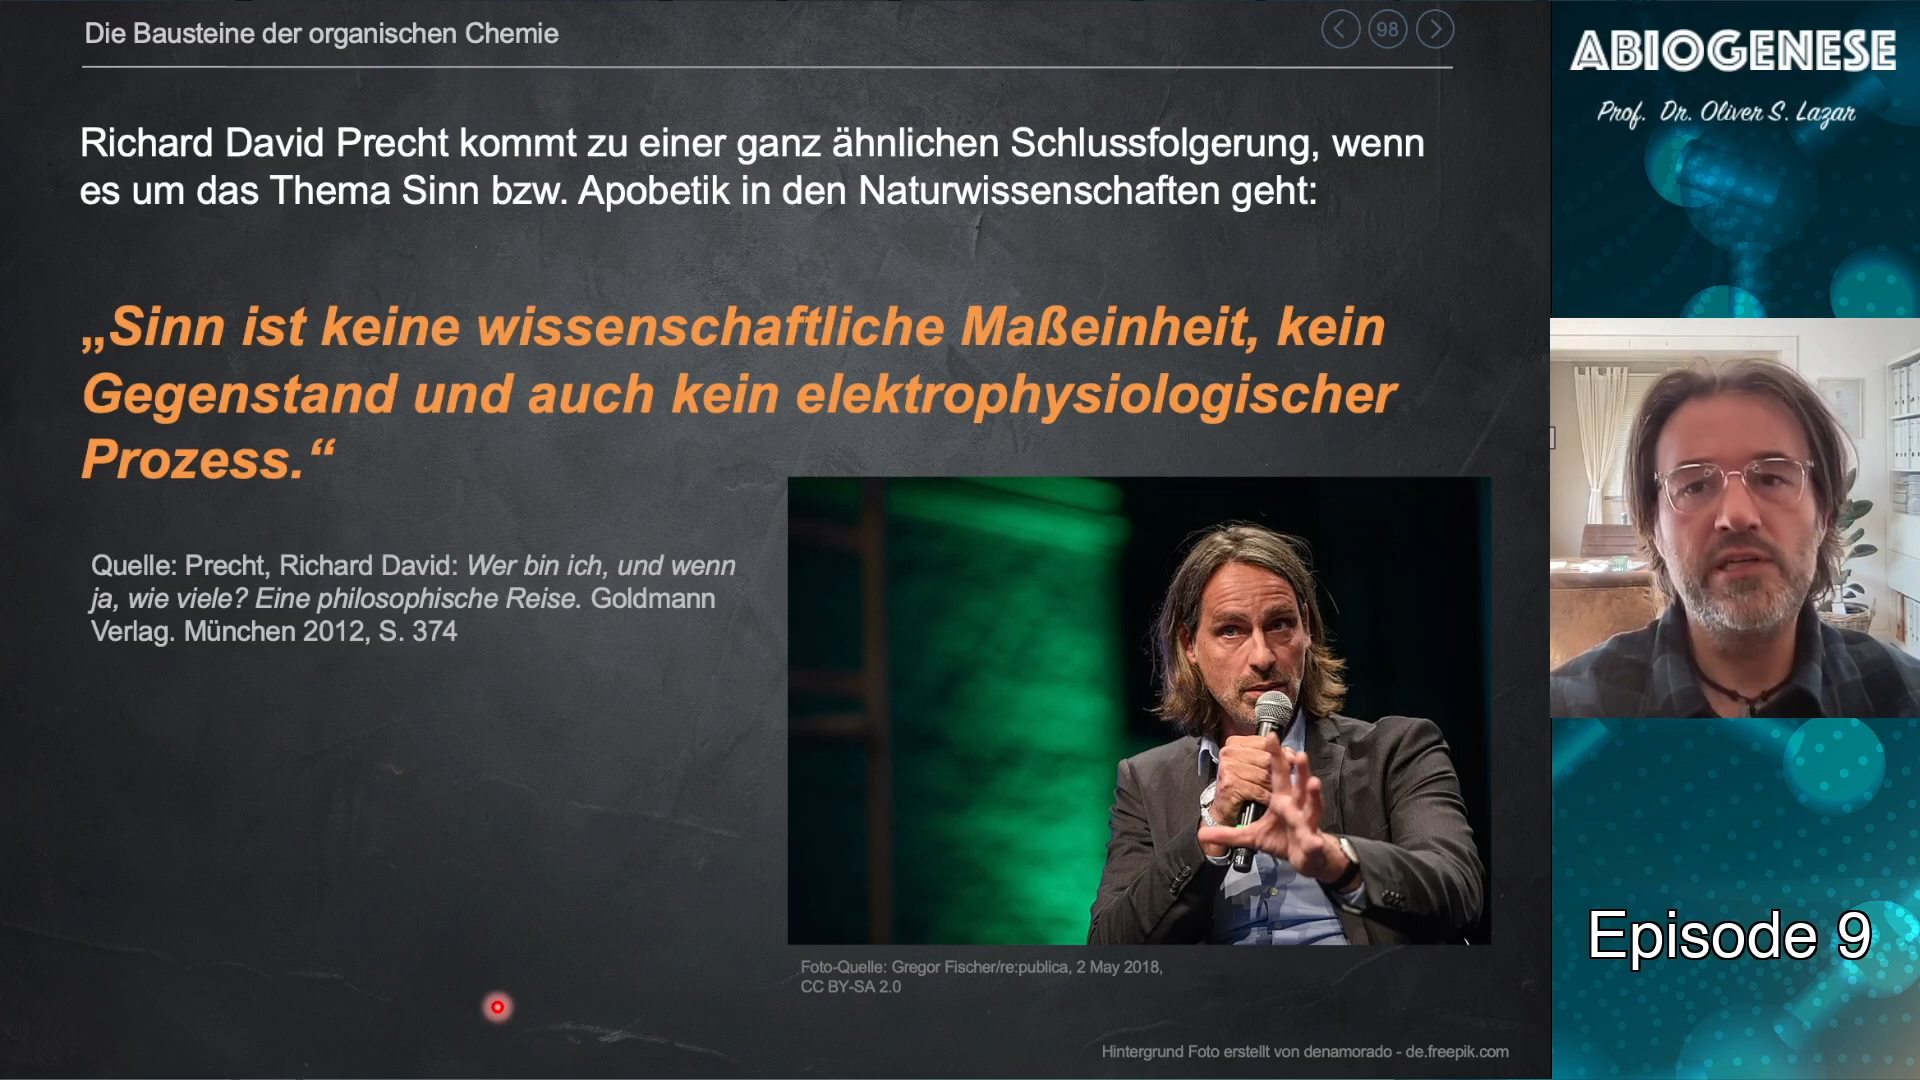 Die Bausteine der organischen Chemie
98
Richard David Precht kommt zu einer ganz ähnlichen Schlussfolgerung, wenn
es um das Thema Sinn bzw. Apobetik in den Naturwissenschaften geht:
„Sinn ist keine wissenschaftliche Maßeinheit, kein
Gegenstand und auch kein elektrophysiologischer
Prozess.“
Quelle: Precht, Richard David: Wer bin ich, und wenn
ja, wie viele? Eine philosophische Reise. Goldmann
Verlag. München 2012, S. 374
Foto-Quelle: Gregor Fischer/re:publica, 2 May 2018,
CC BY-SA 2.0
Hintergrund Foto erstellt von denamorado - de.freepik.com
ABIOGENESE
Prof. Dr. Oliver S. Lazar
Episode 9